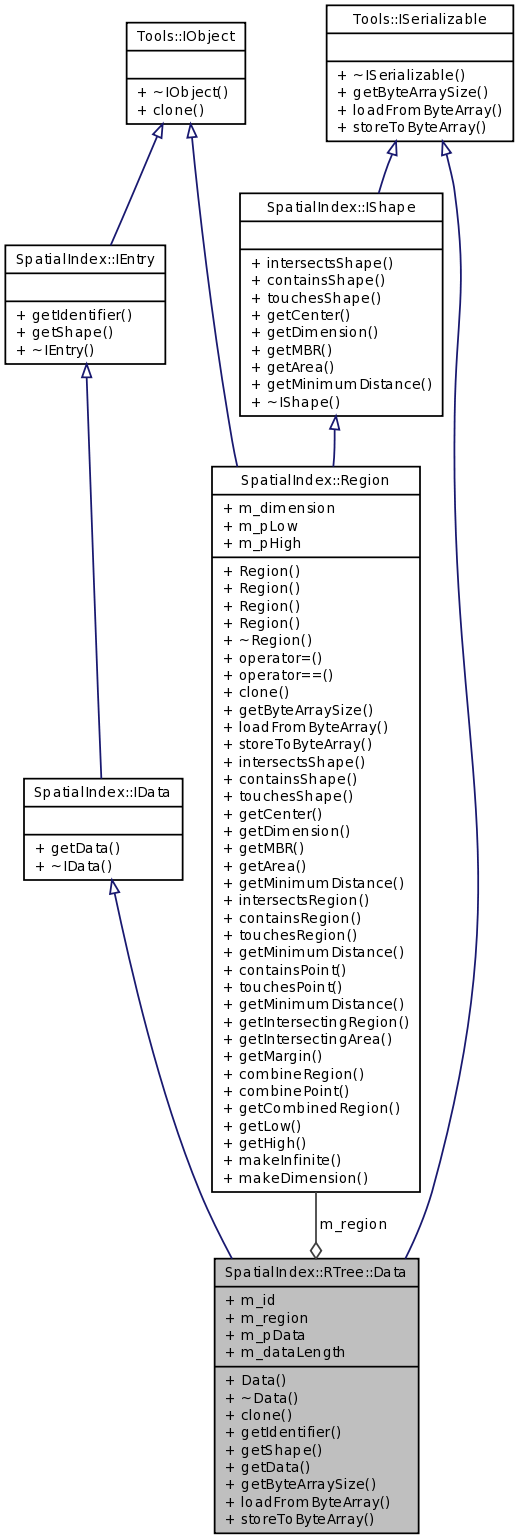 Tools::IObject
+ ~IObject()
+ clone()
Tools::ISerializable
+ ~ISerializable()
+ getByteArraySize()
+ loadFromByteArray()
+ storeToByteArray()
SpatialIndex::IEntry
+ getIdentifier()
+ getShape()
+ ~IEntry()
SpatialIndex::IShape
+ intersectsShape()
+ containsShape()
+ touchesShape()
+ getCenter()
+ getDimension()
+ getMBR()
+ getArea()
+ getMinimumDistance()
+ ~IShape()
SpatialIndex::Region
+ m_dimension
+ m_pLow
+ m_pHigh
+ Region()
+ Region()
+ Region()
+ Region()
+ ~Region()
+ operator=()
+ operator==()
+ clone()
+ getByteArraySize()
+ loadFromByteArray()
+ storeToByteArray()
+ intersectsShape()
+ containsShape()
+ touchesShape()
+ getCenter()
+ getDimension()
+ getMBR()
+ getArea()
+ getMinimumDistance()
+ intersectsRegion()
+ containsRegion()
+ touchesRegion()
+ getMinimumDistance()
+ containsPoint()
+ touchesPoint()
+ getMinimumDistance()
+ getIntersectingRegion()
+ getIntersectingArea()
+ getMargin()
+ combineRegion()
+ combinePoint()
+ getCombinedRegion()
+ getLow()
+ getHigh()
+ makeInfinite()
+ makeDimension()
SpatialIndex::IData
+ getData()
+ ~IData()
m_region
SpatialIndex::RTree::Data
+ m_id
+ m_region
+ m_pData
+ m_dataLength
+ Data()
+ ~Data()
+ clone()
+ getIdentifier()
+ getShape()
+ getData()
+ getByteArraySize()
+ loadFromByteArray()
+ storeToByteArray()